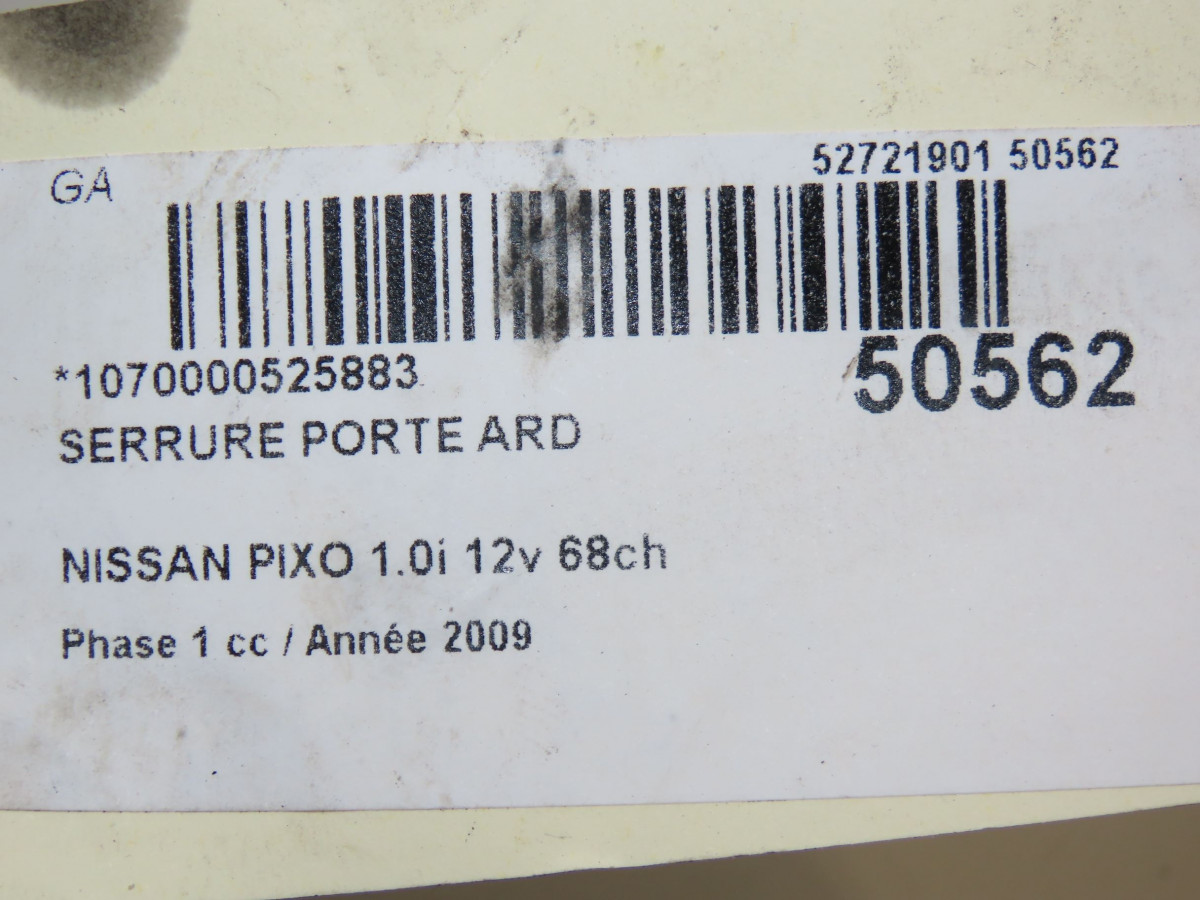 GA
52721901 50562
*1070000525883
50562
SERRURE PORTE ARD
NISSAN PIXO 1.0i 12v 68ch
Phase 1 cc / Année 2009